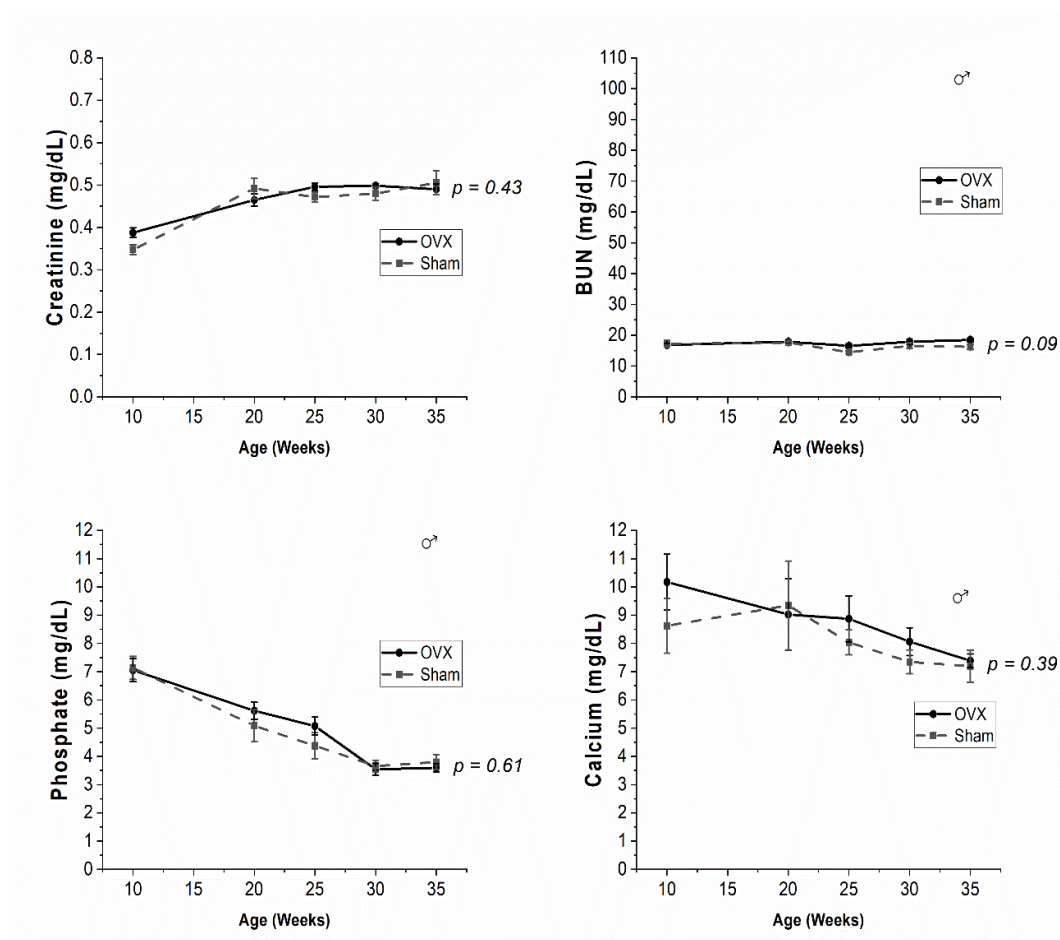 0.8
0.7
0.6
0.5
0.4
0.3
0.2
0.1
0.0
Creatinine (mg/dL)
p = 0.43
OVX
Sham
10 15 20 25 30 35
Age (Weeks)
110
100
90
80
70
60
50
40
30
20
10
0
BUN (mg/dL)
♂
OVX
Sham
p = 0.09
10 15 20 25 30 35
Age (Weeks)
12
11
10
9
8
7
6
5
4
3
2
1
0
Phosphate (mg/dL)
♂
OVX
Sham
p = 0.61
10 15 20 25 30 35
Age (Weeks)
12
11
10
9
8
7
6
5
4
3
2
1
0
Calcium (mg/dL)
♂
p = 0.39
OVX
Sham
10 15 20 25 30 35
Age (Weeks)